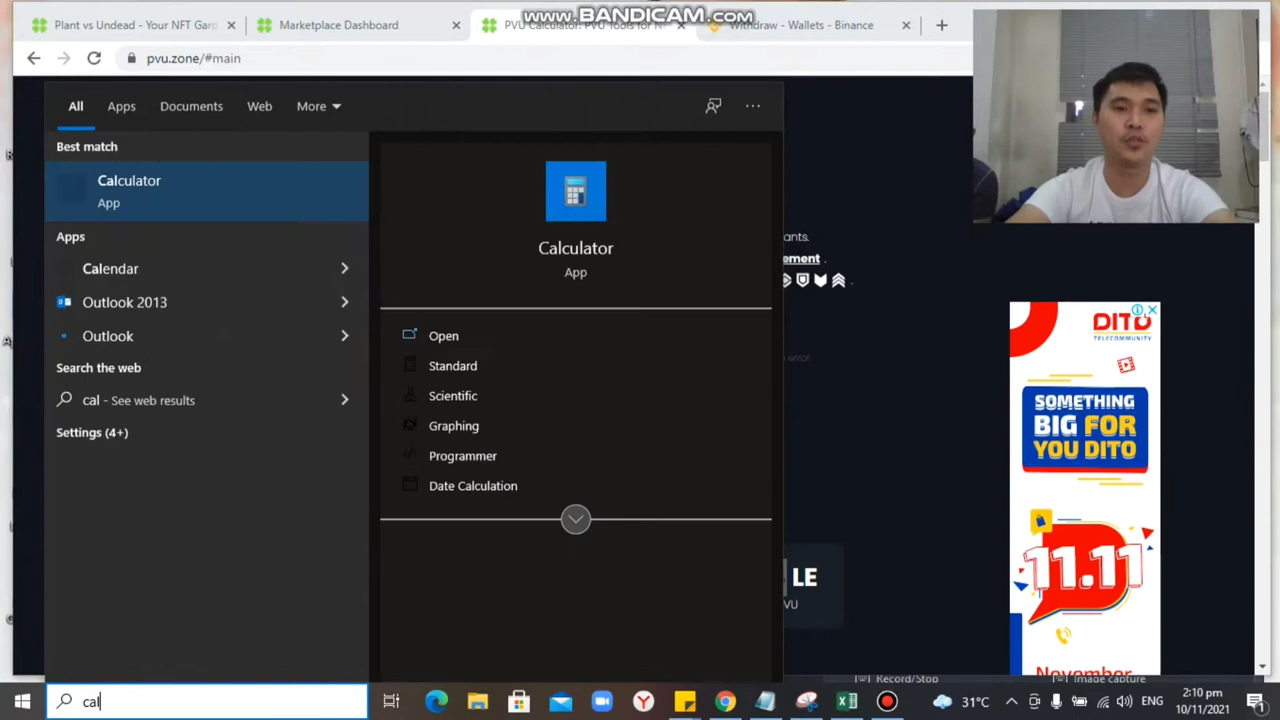 www.BANDICAM.com
Plant vs Undead - Your NFT Gard
Marketplace Dashboard
PVU Calculator: PVU Tools for N
Withdraw - Wallets - Binance
pvu.zone/#main
All
Apps
Documents
Web
More
Best match
Calculator
App
Apps
Calendar
Outlook 2013
Outlook
Search the web
cal - See web results
Settings (4+)
Calculator
App
Open
Standard
Scientific
Graphing
Programmer
Date Calculation
ants.
ement .
error.
LE
VU
DITO
TELECOMMUNITY
SOMETHING
BIG FOR
YOU DITO
11.11
November
Record/Stop
Image capture
cal
31°C
ENG
2:10 pm
10/11/2021
1